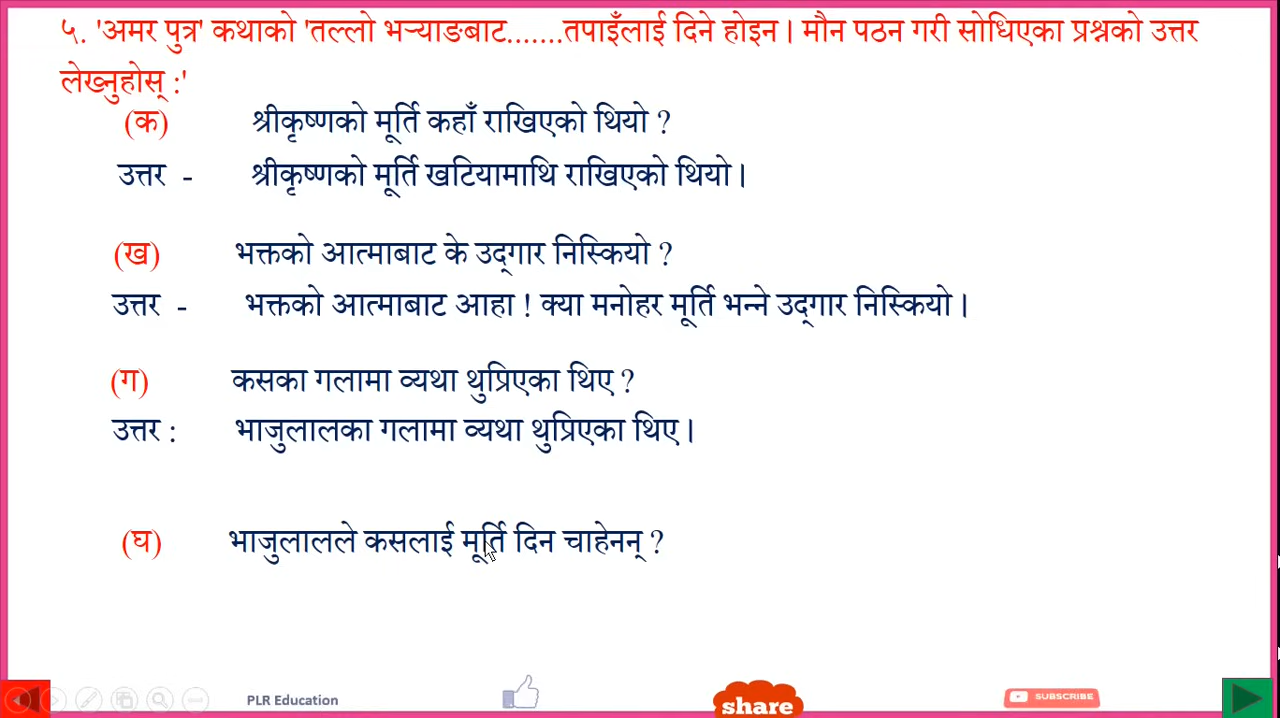 ५. 'अमर पुत्र' कथाको 'तल्लो भऱ्याङबाट.......तपाइँलाई दिने होइन। मौन पठन गरी सोधिएका प्रश्नको उत्तर
लेख्नुहोस् :'
(क) श्रीकृष्णको मूर्ति कहाँ राखिएको थियो ?
उत्तर - श्रीकृष्णको मूर्ति खटियामाथि राखिएको थियो।
(ख) भक्तको आत्माबाट के उद्‌गार निस्कियो ?
उत्तर - भक्तको आत्माबाट आहा ! क्या मनोहर मूर्ति भन्ने उद्‌गार निस्कियो।
(ग) कसका गलामा व्यथा थुप्रिएका थिए ?
उत्तर : भाजुलालका गलामा व्यथा थुप्रिएका थिए।
(घ) भाजुलालले कसलाई मूर्ति दिन चाहेनन् ?
PLR Education
share
SUBSCRIBE